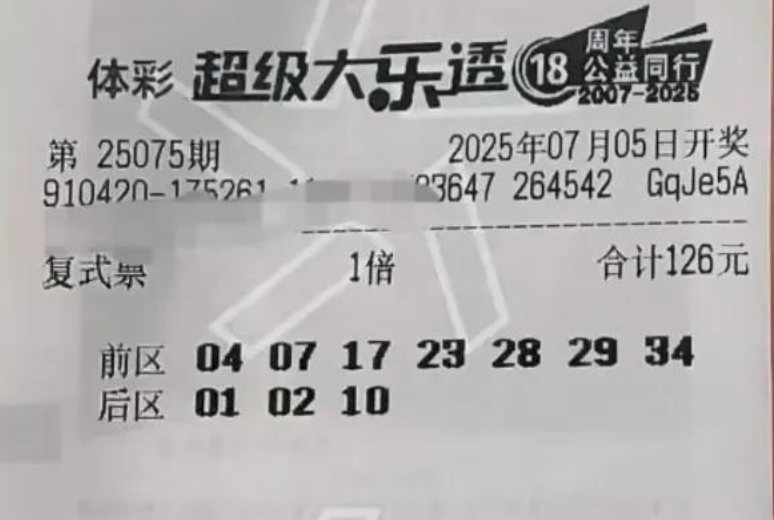 体彩 超级大乐透 18 周年 公益同行 2007-2025
第 25075期 2025年07月05日开奖
910420-175261 83647 264542 GqJe5A
复式票 1倍 合计126元
前区 04 07 17 23 28 29 34
后区 01 02 10